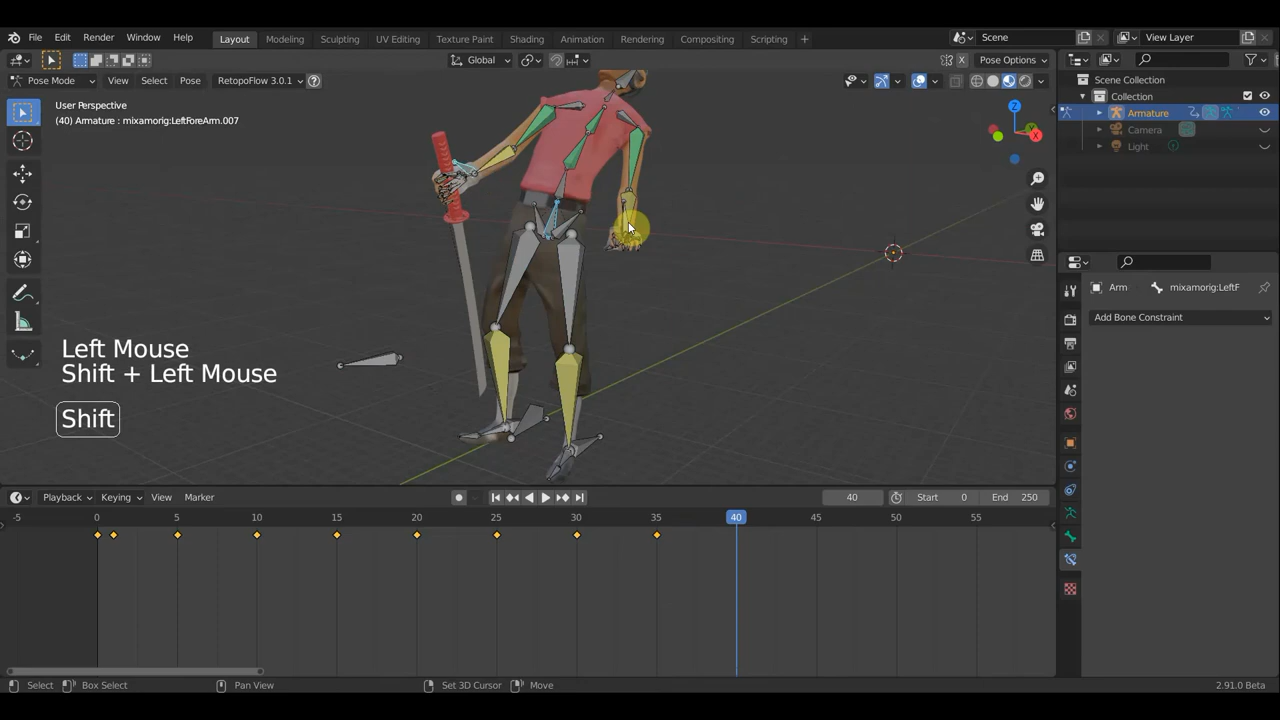 File Edit Render Window Help Layout Modeling Sculpting UV Editing Texture Paint Shading Animation Rendering Compositing Scripting + Scene View Layer
Global Pose Options
Pose Mode View Select Pose RetopoFlow 3.0.1 ?
Scene Collection
Collection
Armature
Camera
Light
User Perspective
(40) Armature : mixamorig:LeftForeArm.007
Z
X
Arm mixamorig:LeftF
Add Bone Constraint
Left Mouse
Shift + Left Mouse
Shift
Playback Keying View Marker 40 Start 0 End 250
-5 0 5 10 15 20 25 30 35 40 45 50 55
Select Box Select Pan View Set 3D Cursor Move 2.91.0 Beta